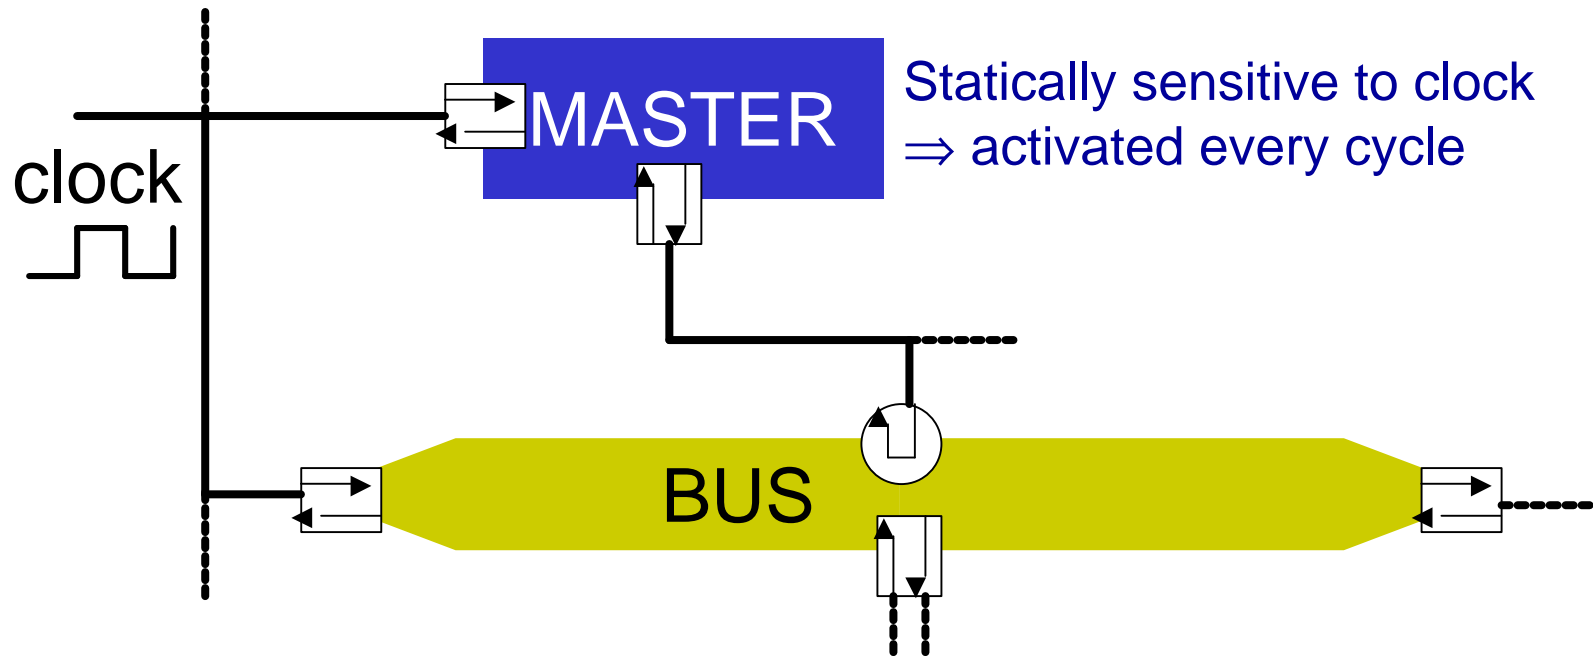 MASTER
Statically sensitive to clock
⇒ activated every cycle
clock
BUS